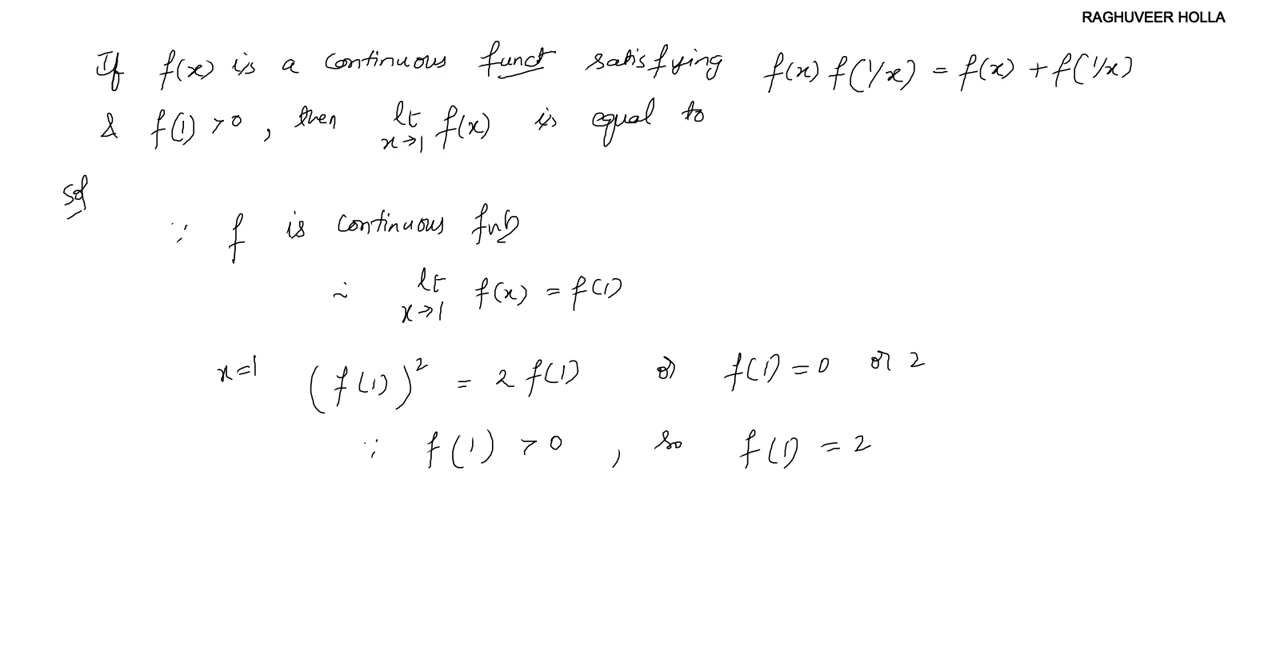 RAGHUVEER HOLLA
If f(x) is a continuous funct satisfying f(x) f(1/x) = f(x) + f(1/x)
& f(1) > 0, then lt x→1 f(x) is equal to
Sol
∵ f is continuous fn
∴ lt x→1 f(x) = f(1)
x=1 (f(1))² = 2 f(1) or f(1) = 0 or 2
∵ f(1) > 0, so f(1) = 2